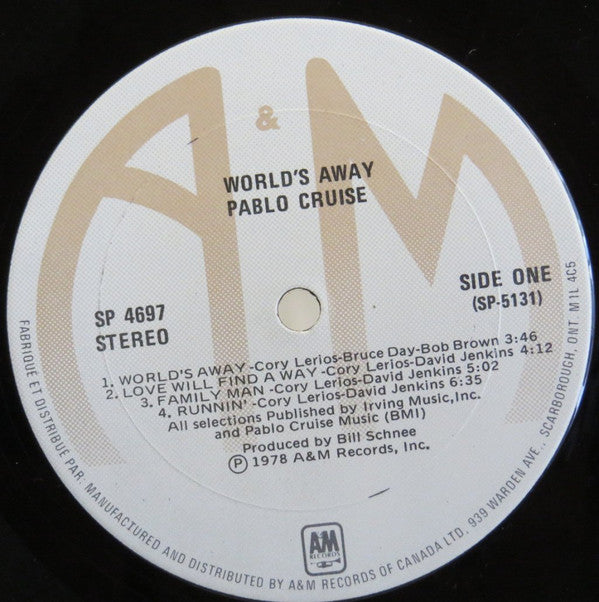 A & M
WORLD'S AWAY
PABLO CRUISE
SP 4697
STEREO
SIDE ONE
(SP-5131)
1. WORLD'S AWAY -Cory Lerios-Bruce Day-Bob Brown 3:46
2. LOVE WILL FIND A WAY -Cory Lerios-David Jenkins 4:12
3. FAMILY MAN -Cory Lerios-David Jenkins 5:02
4. RUNNIN' -Cory Lerios-David Jenkins 6:35
All selections Published by Irving Music,Inc.
and Pablo Cruise Music (BMI)
Produced by Bill Schnee
Ⓟ 1978 A&M Records, Inc.
A&M
RECORDS
FABRIQUÉ ET DISTRIBUÉ PAR: MANUFACTURED AND DISTRIBUTED BY A&M RECORDS OF CANADA LTD. 939 WARDEN AVE., SCARBOROUGH, ONT. M1L 4C5